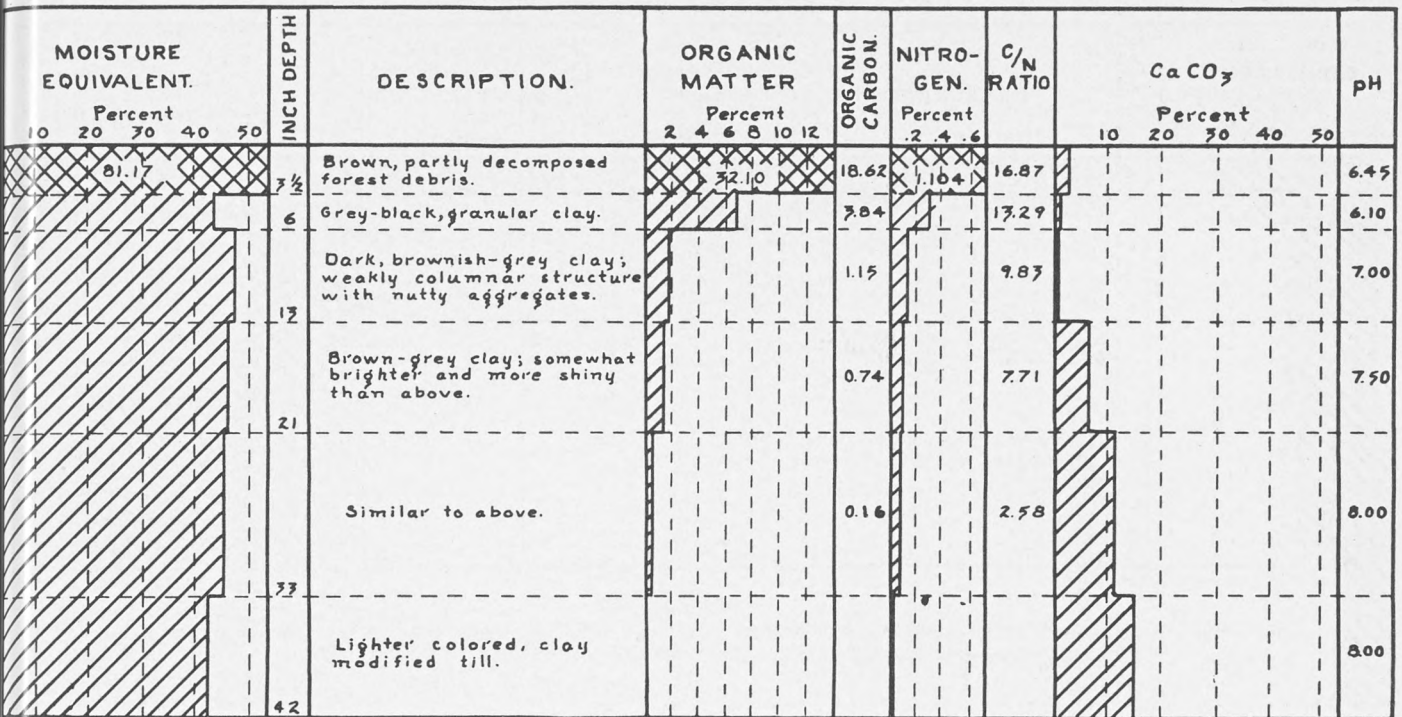 MOISTURE
EQUIVALENT.
Percent
10 20 30 40 50
INCH DEPTH
DESCRIPTION.
ORGANIC
MATTER
Percent
2 4 6 8 10 12
ORGANIC
CARBON.
NITRO-
GEN.
Percent
.2 .4 .6
C/N
RATIO
CaCO3
Percent
10 20 30 40 50
pH
81.17
3½
Brown, partly decomposed
forest debris.
32.10
18.62
1.104
16.87
6.45
6
Grey-black, granular clay.
3.84
13.29
6.10
Dark, brownish-grey clay;
weakly columnar structure
with nutty aggregates.
1.15
9.83
7.00
13
Brown-grey clay; somewhat
brighter and more shiny
than above.
0.74
7.71
7.50
21
Similar to above.
0.16
2.58
8.00
33
Lighter colored, clay
modified till.
8.00
42